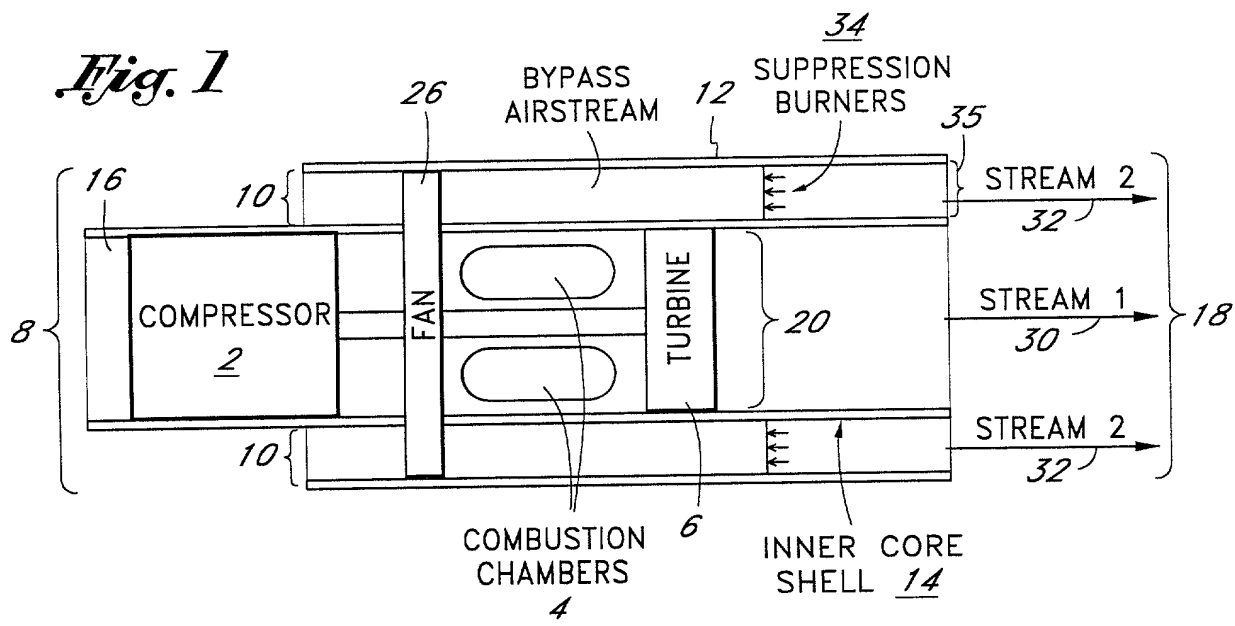 Fig. 1
34
SUPPRESSION
BURNERS
BYPASS
AIRSTREAM
26
12
35
16
10
STREAM 2
32
COMPRESSOR
2
FAN
TURBINE
8
20
STREAM 1
30
18
10
STREAM 2
32
COMBUSTION
CHAMBERS
4
6
INNER CORE
SHELL 14